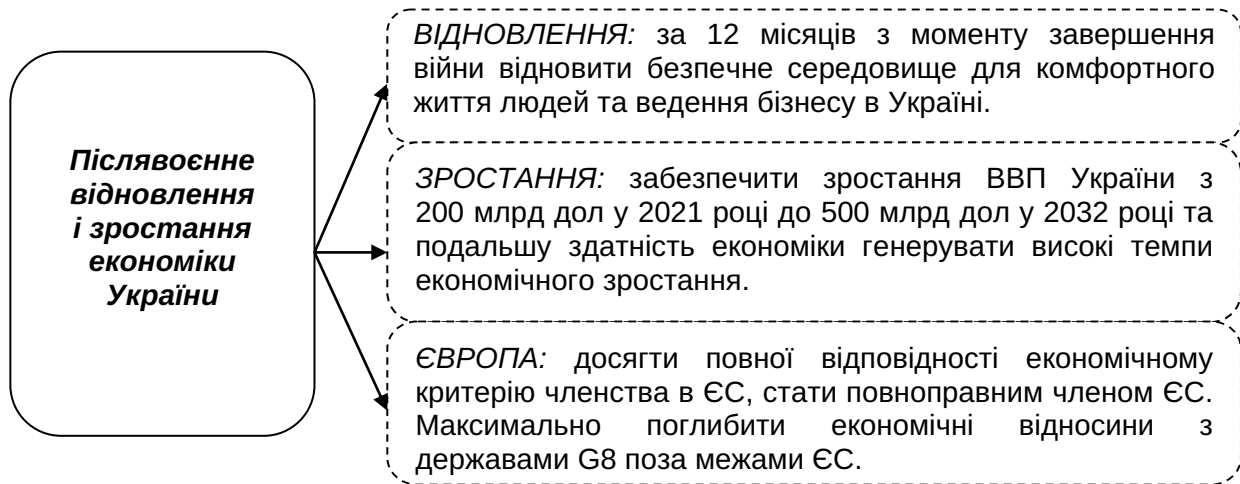 Післявоєнне
відновлення
і зростання
економіки
України
ВІДНОВЛЕННЯ: за 12 місяців з моменту завершення
війни відновити безпечне середовище для комфортного
життя людей та ведення бізнесу в Україні.
ЗРОСТАННЯ: забезпечити зростання ВВП України з
200 млрд дол у 2021 році до 500 млрд дол у 2032 році та
подальшу здатність економіки генерувати високі темпи
економічного зростання.
ЄВРОПА: досягти повної відповідності економічному
критерію членства в ЄС, стати повноправним членом ЄС.
Максимально поглибити економічні відносини з
державами G8 поза межами ЄС.